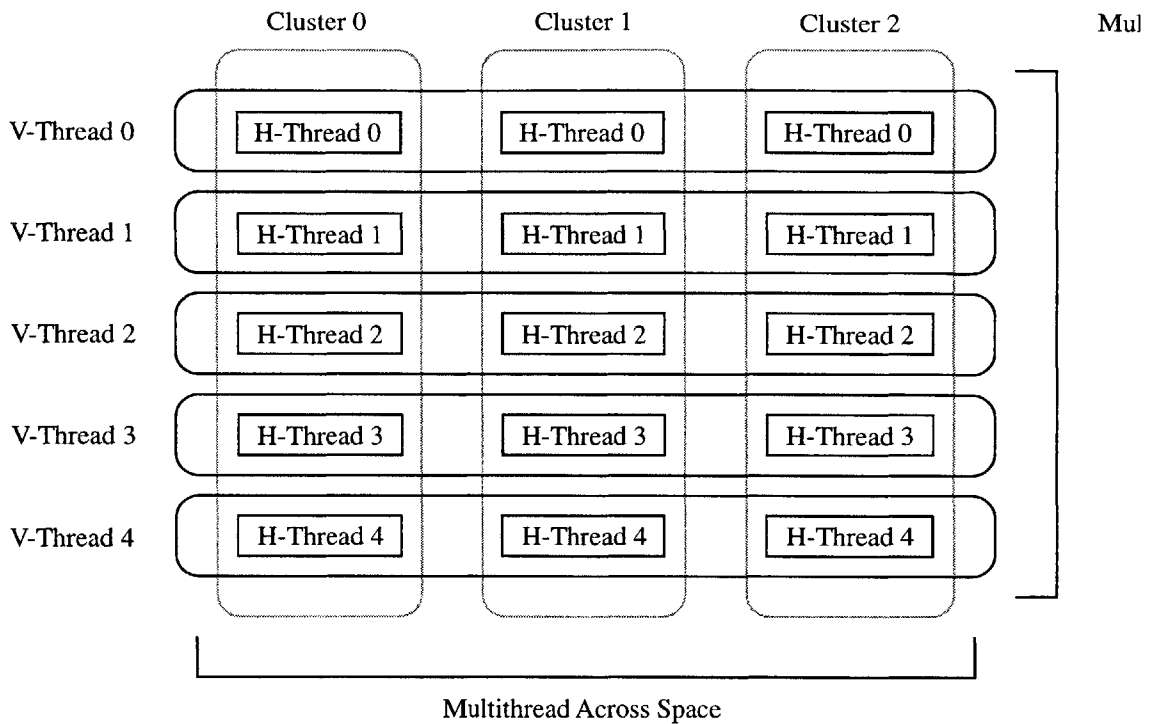 Cluster 0 Cluster 1 Cluster 2 Mul
V-Thread 0 H-Thread 0 H-Thread 0 H-Thread 0
V-Thread 1 H-Thread 1 H-Thread 1 H-Thread 1
V-Thread 2 H-Thread 2 H-Thread 2 H-Thread 2
V-Thread 3 H-Thread 3 H-Thread 3 H-Thread 3
V-Thread 4 H-Thread 4 H-Thread 4 H-Thread 4
Multithread Across Space